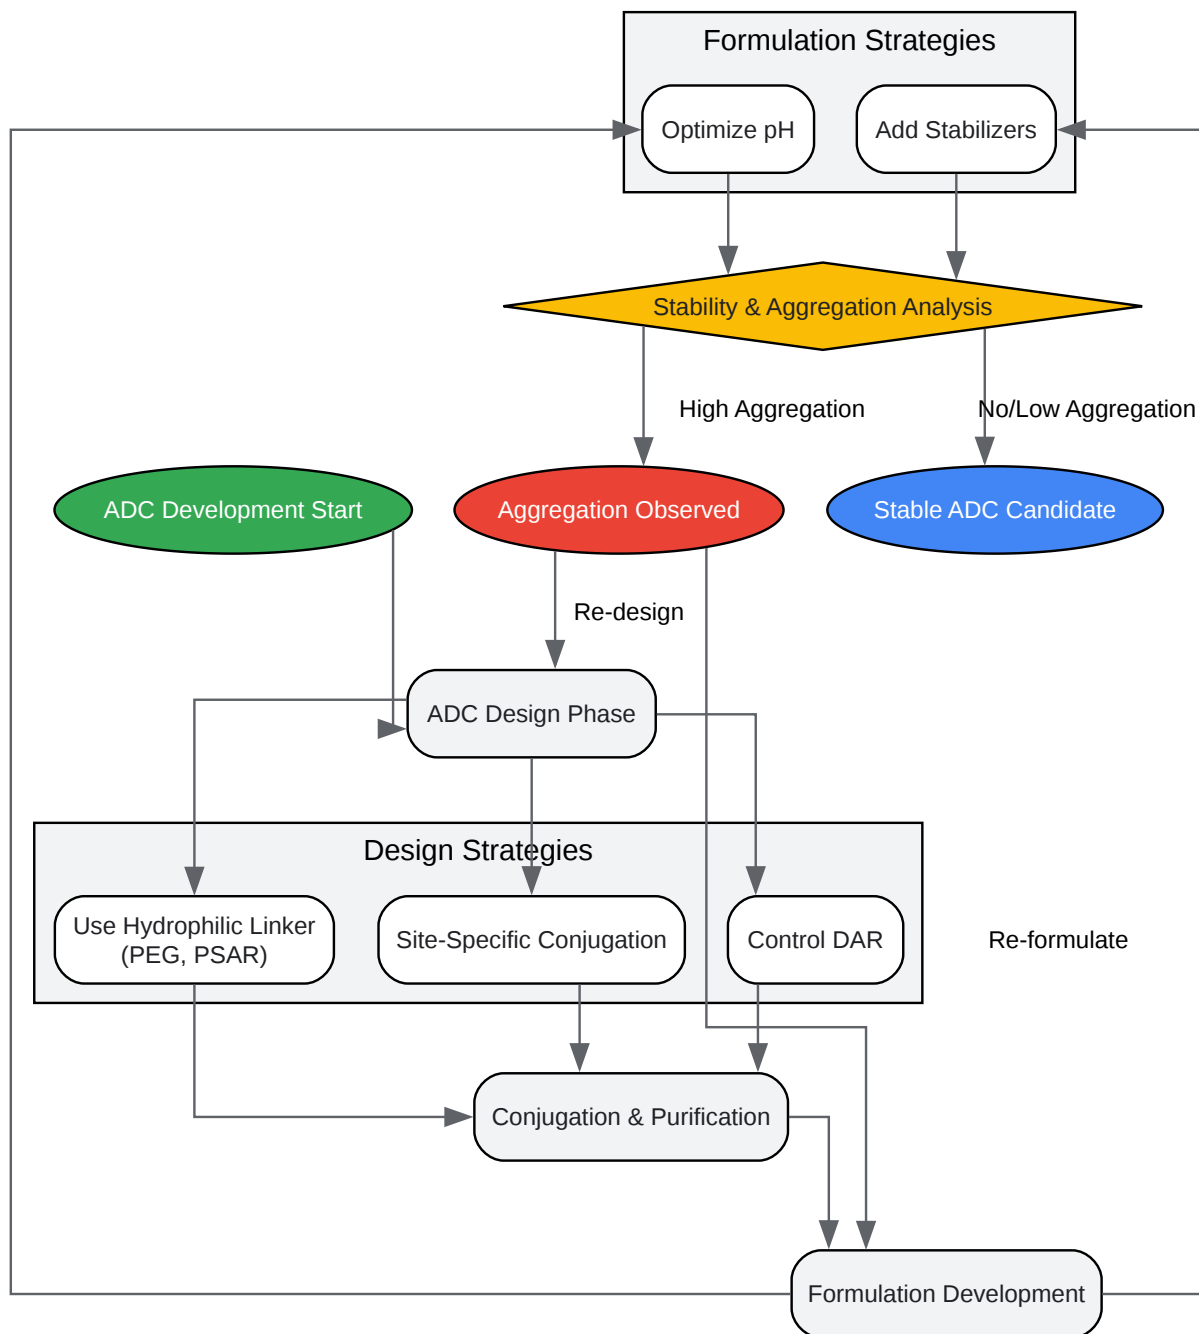 Formulation Strategies
Optimize pH
Add Stabilizers
Stability & Aggregation Analysis
High Aggregation
No/Low Aggregation
ADC Development Start
Aggregation Observed
Stable ADC Candidate
Re-design
ADC Design Phase
Design Strategies
Use Hydrophilic Linker
(PEG, PSAR)
Site-Specific Conjugation
Control DAR
Re-formulate
Conjugation & Purification
Formulation Development